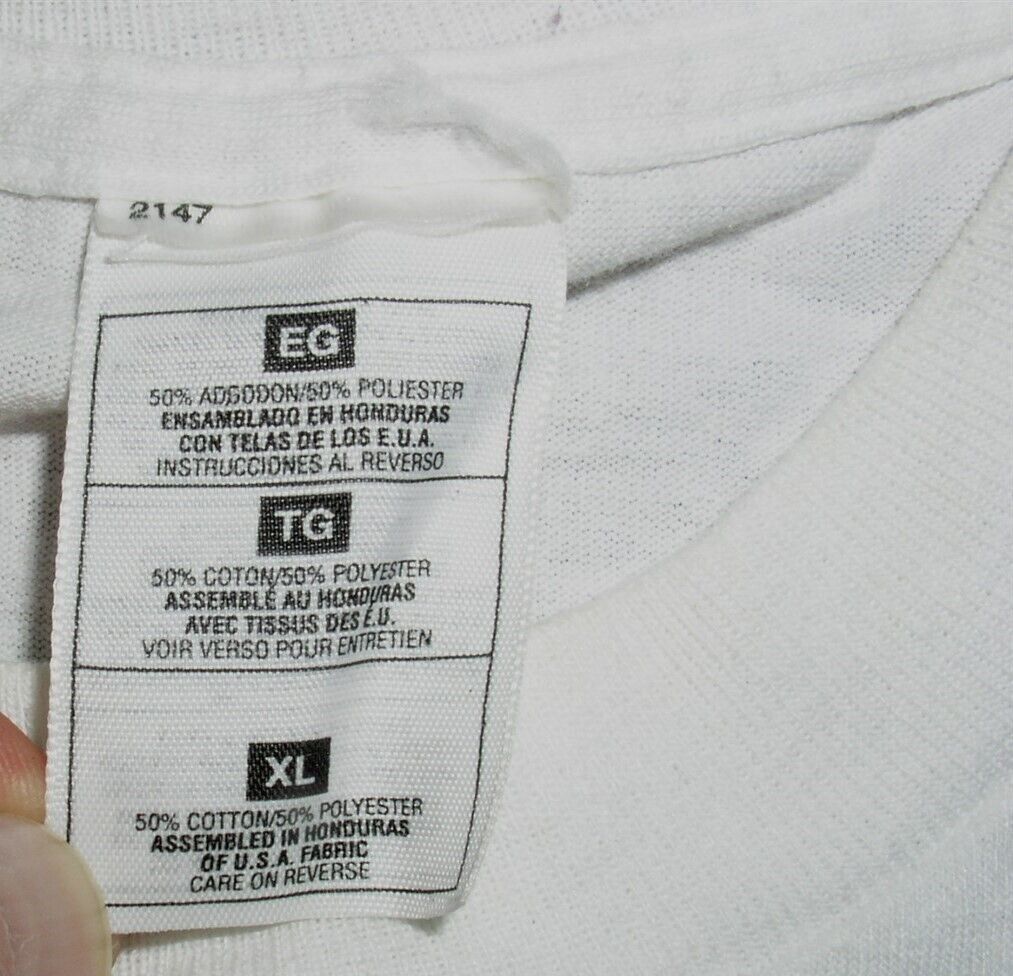 2147
EG
50% ADGODON/50% POLIESTER
ENSAMBLADO EN HONDURAS
CON TELAS DE LOS E.U.A.
INSTRUCCIONES AL REVERSO
TG
50% COTON/50% POLYESTER
ASSEMBLÉ AU HONDURAS
AVEC TISSUS DES É.U.
VOIR VERSO POUR ENTRETIEN
XL
50% COTTON/50% POLYESTER
ASSEMBLED IN HONDURAS
OF U.S.A. FABRIC
CARE ON REVERSE